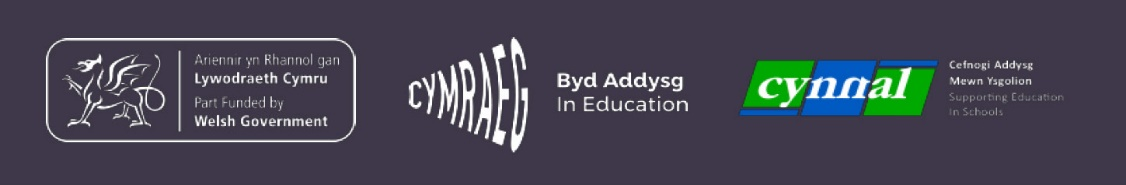 Ariennir yn Rhannol gan
Lywodraeth Cymru
Part Funded by
Welsh Government
CYMRAEG
Byd Addysg
In Education
cynnal
Cefnogi Addysg
Mewn Ysgolion
Supporting Education
In Schools